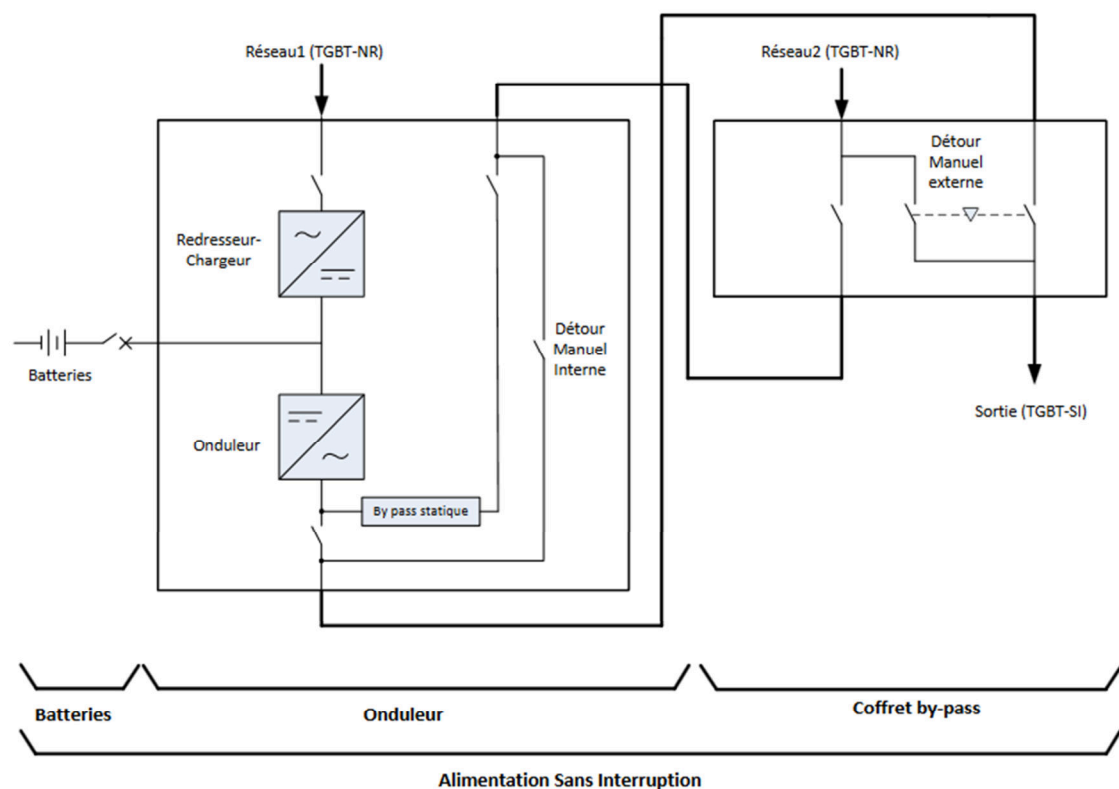 Réseau1 (TGBT-NR)
Réseau2 (TGBT-NR)
Détour
Manuel
externe
Redresseur-
Chargeur
Détour
Manuel
Interne
Batteries
Sortie (TGBT-SI)
Onduleur
By pass statique
Batteries
Onduleur
Coffret by-pass
Alimentation Sans Interruption